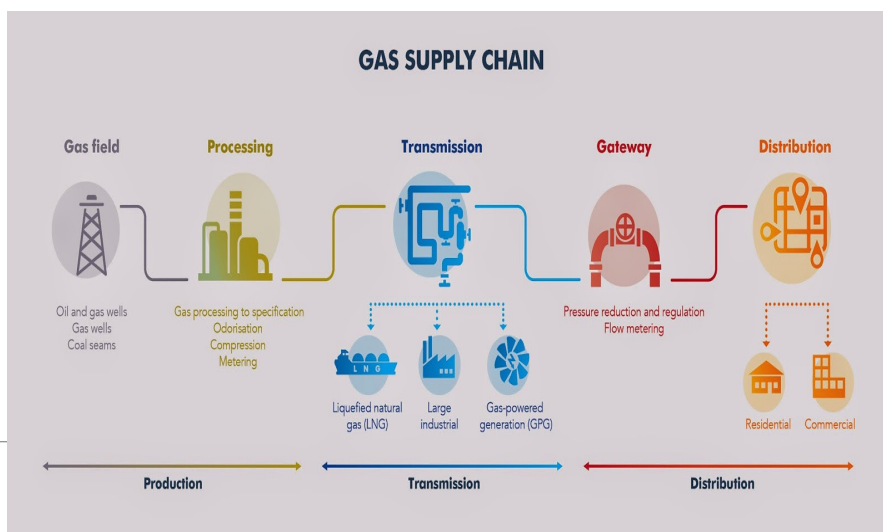 GAS SUPPLY CHAIN
Gas field
Processing
Transmission
Gateway
Distribution
Oil and gas wells
Gas wells
Coal seams
Gas processing to specification
Odorisation
Compression
Metering
Pressure reduction and regulation
Flow metering
L N G
Liquefied natural
gas (LNG)
Large
industrial
Gas-powered
generation (GPG)
Residential
Commercial
Production
Transmission
Distribution